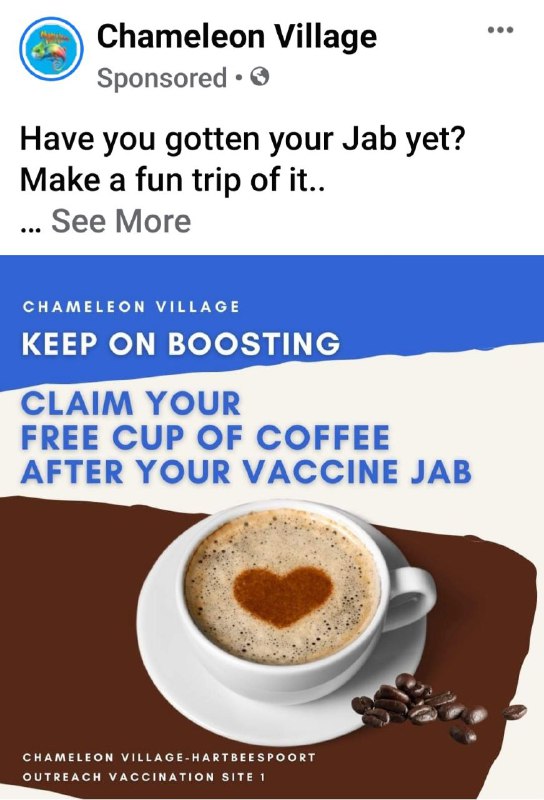 Chameleon Village
Sponsored •
Have you gotten your Jab yet?
Make a fun trip of it..
... See More
CHAMELEON VILLAGE
KEEP ON BOOSTING
CLAIM YOUR
FREE CUP OF COFFEE
AFTER YOUR VACCINE JAB
CHAMELEON VILLAGE-HARTBEESPOORT
OUTREACH VACCINATION SITE 1